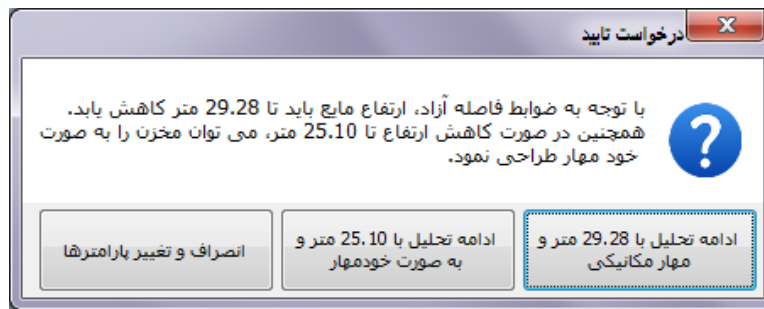 درخواست تایید
با توجه به ضوابط فاصله آزاد، ارتفاع مایع باید تا 29.28 متر کاهش یابد.
همچنین در صورت کاهش ارتفاع تا 25.10 متر، می توان مخزن را به صورت
خود مهار طراحی نمود.
ادامه تحلیل با 29.28 متر و
مهار مکانیکی
ادامه تحلیل با 25.10 متر و
به صورت خودمهار
انصراف و تغییر پارامترها